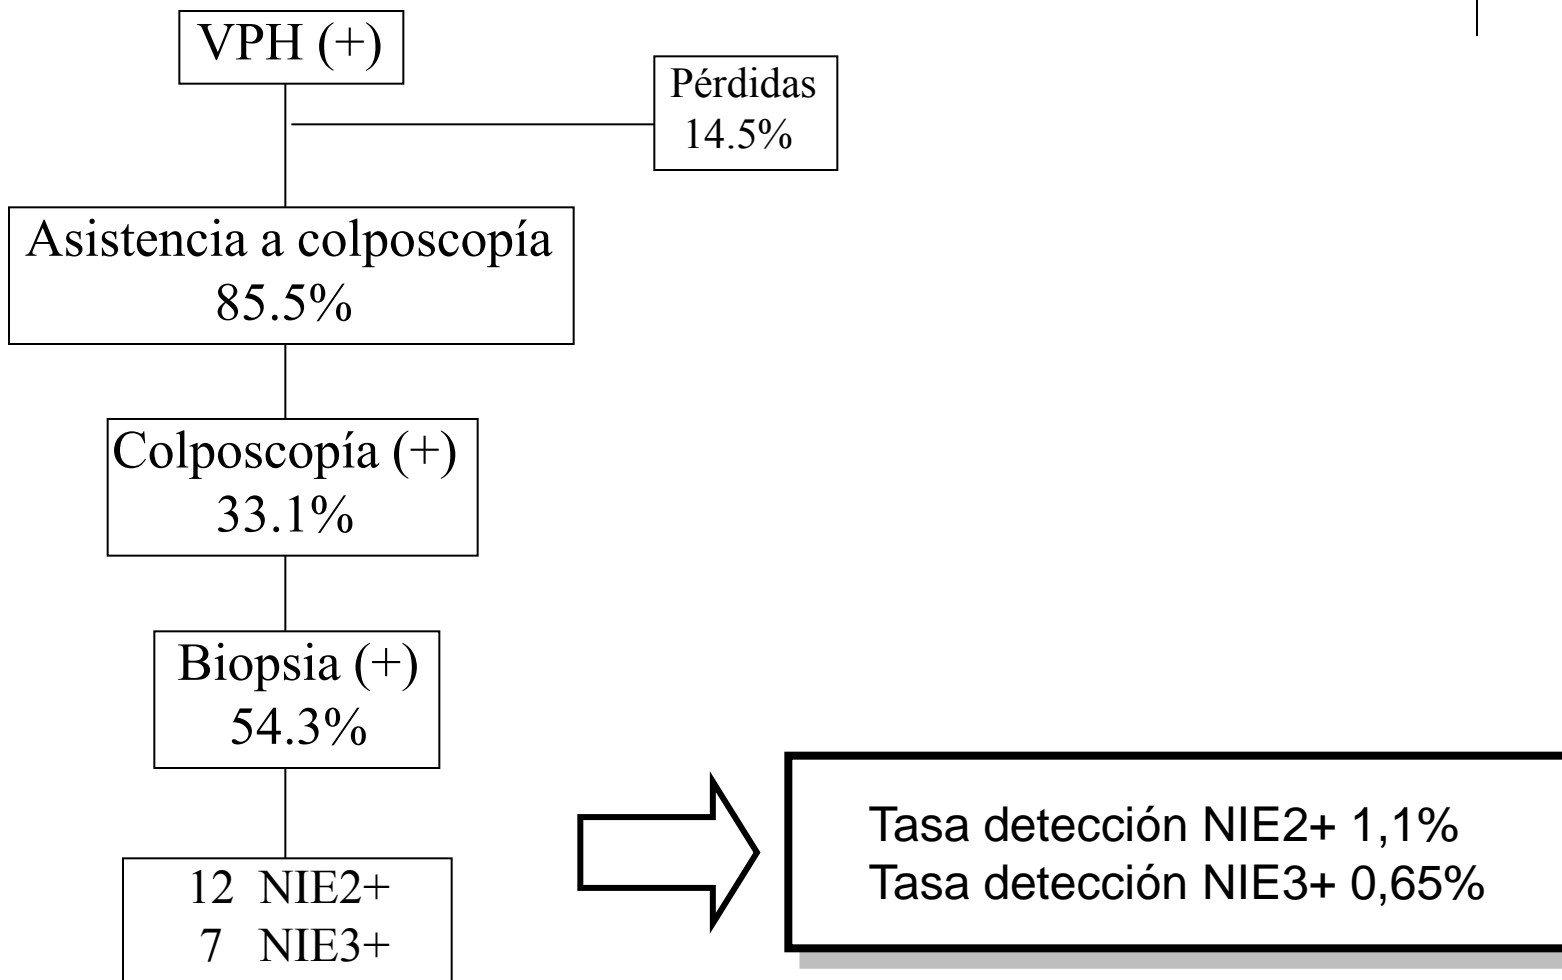 VPH (+)
Pérdidas
14.5%
Asistencia a colposcopía
85.5%
Colposcopía (+)
33.1%
Biopsia (+)
54.3%
12 NIE2+
7 NIE3+
Tasa detección NIE2+ 1,1%
Tasa detección NIE3+ 0,65%